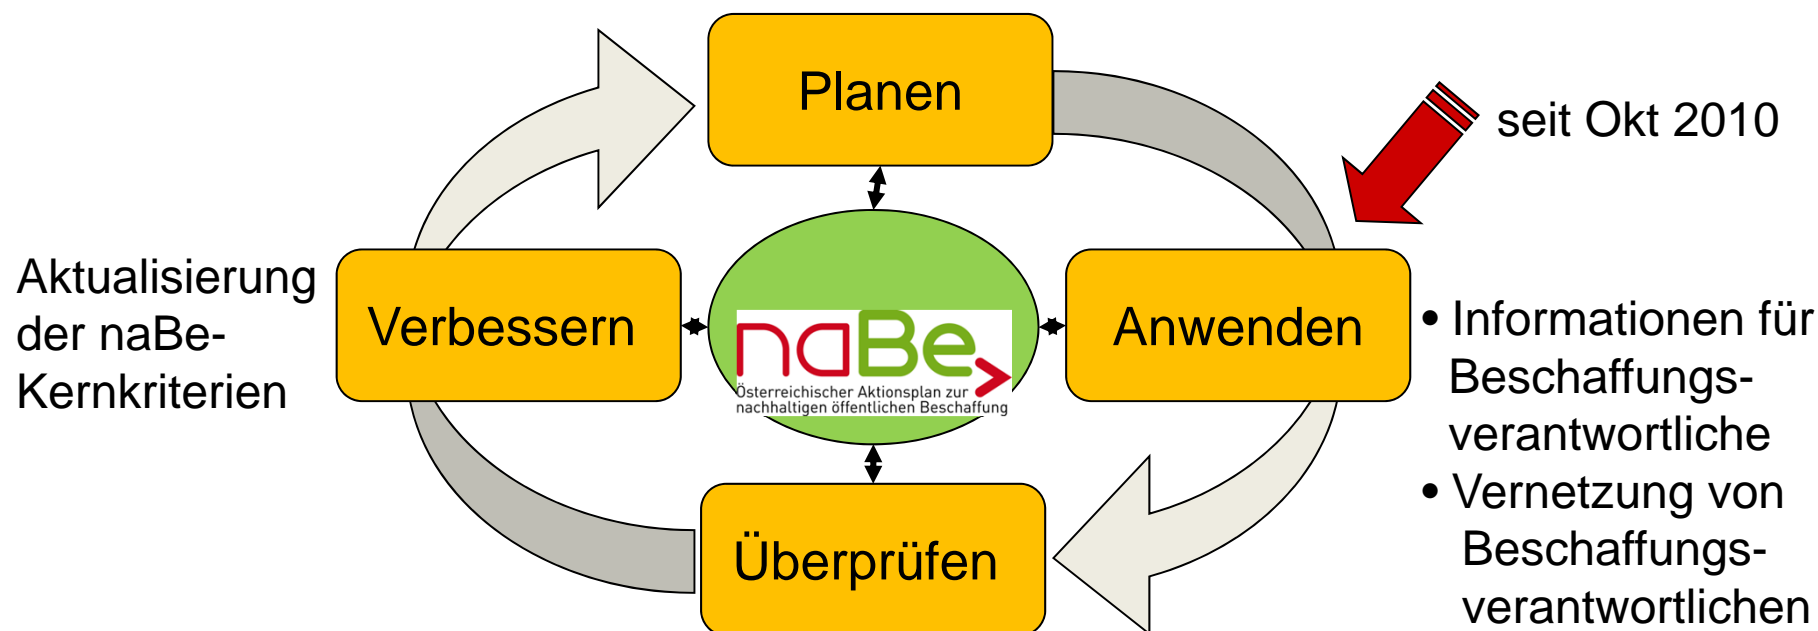 Planen
seit Okt 2010
Aktualisierung
der naBe-
Kernkriterien
Verbessern
naBe
Österreichischer Aktionsplan zur
nachhaltigen öffentlichen Beschaffung
Anwenden
• Informationen für
Beschaffungs-
verantwortliche
• Vernetzung von
Beschaffungs-
verantwortlichen
Überprüfen